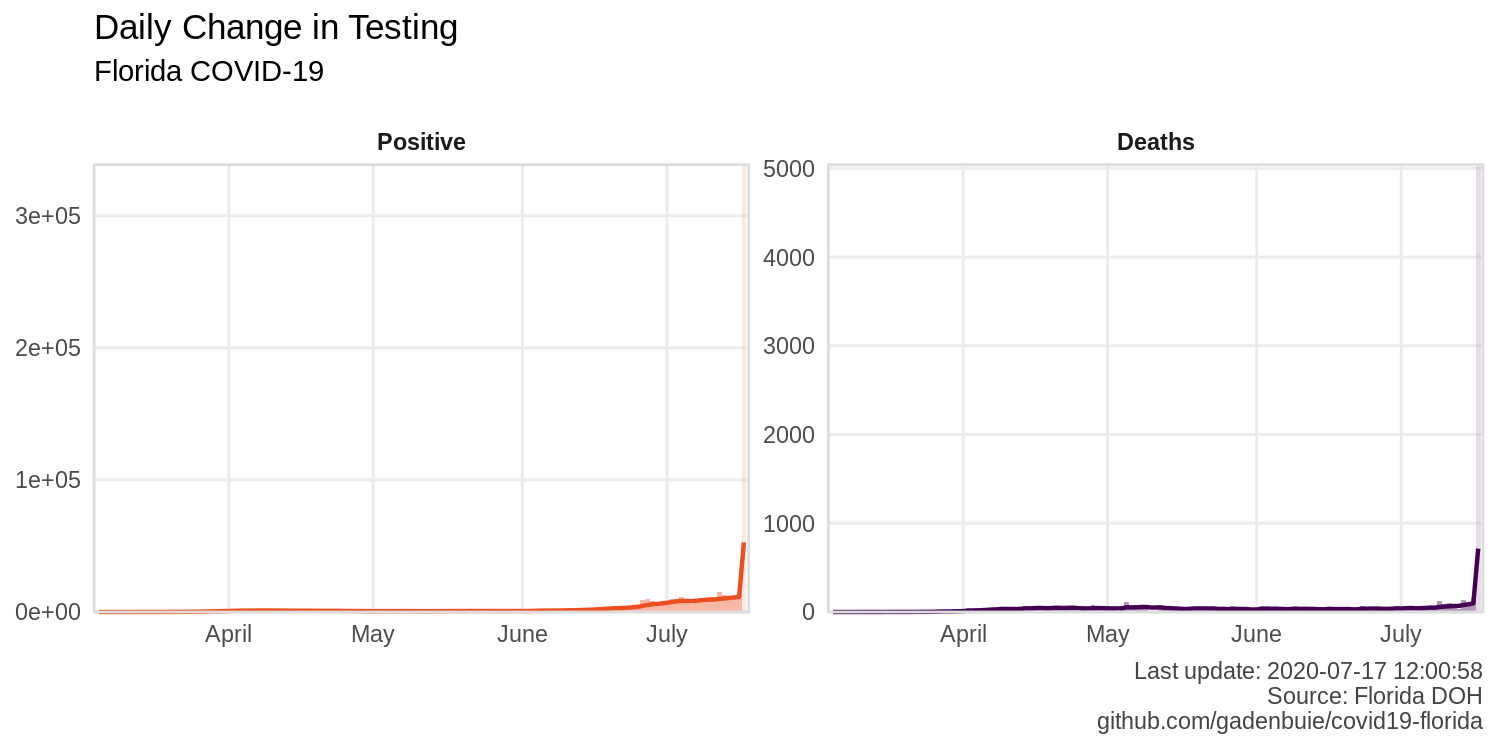 Daily Change in Testing
Florida COVID-19
Positive
Deaths
3e+05
2e+05
1e+05
0e+00
April May June July
5000
4000
3000
2000
1000
0
April May June July
Last update: 2020-07-17 12:00:58
Source: Florida DOH
github.com/gadenbuie/covid19-florida